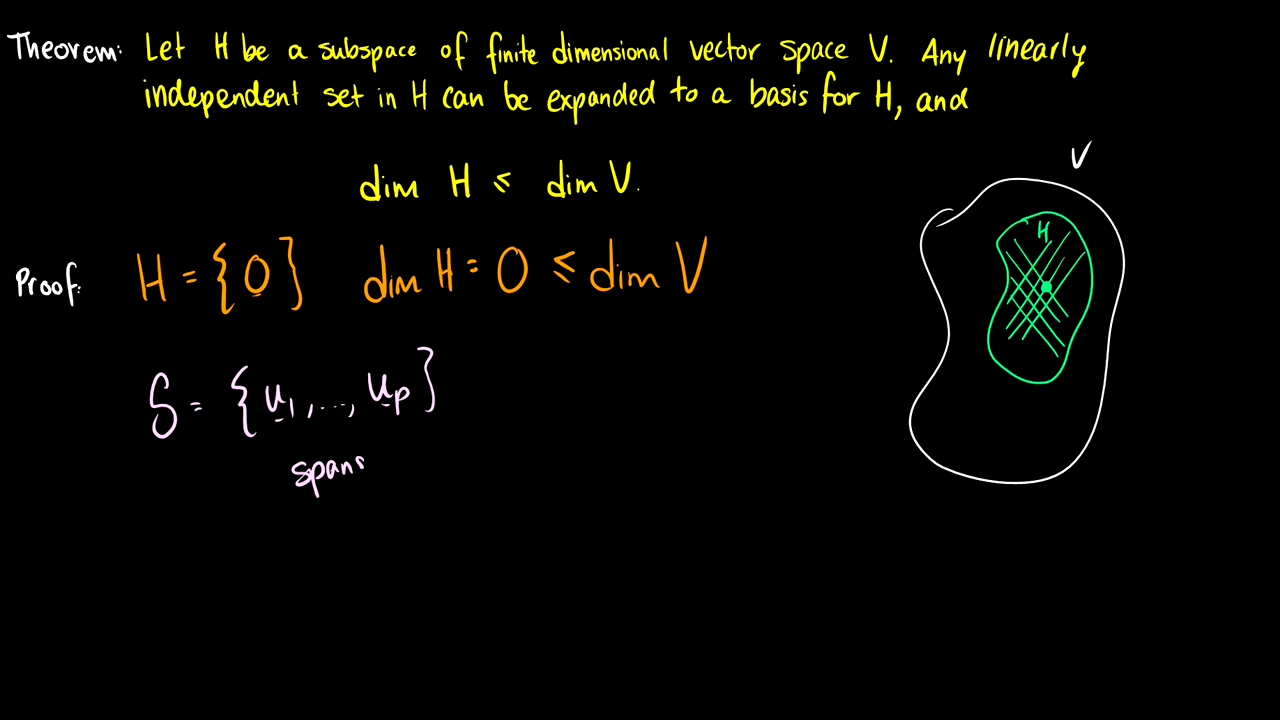 Theorem: Let H be a subspace of finite dimensional vector space V. Any linearly
independent set in H can be expanded to a basis for H, and
dim H ≤ dim V.
V
H
Proof: H = {0} dim H = 0 ≤ dim V
S = {u₁, ..., uₚ}
spans